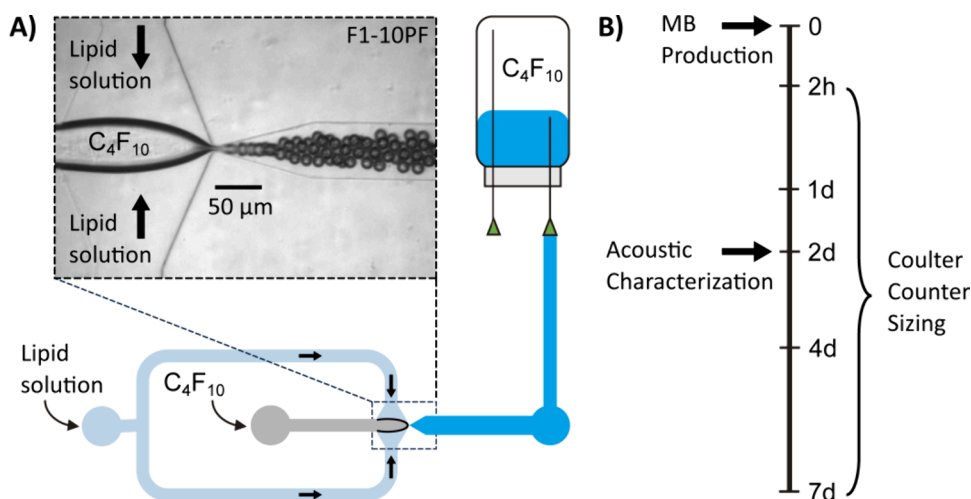 A)
Lipid
solution
F1-10PF
C₄F₁₀
50 µm
Lipid
solution
C₄F₁₀
Lipid
solution
C₄F₁₀
B)
MB
Production
0
2h
1d
Acoustic
Characterization
2d
4d
7d
Coulter
Counter
Sizing